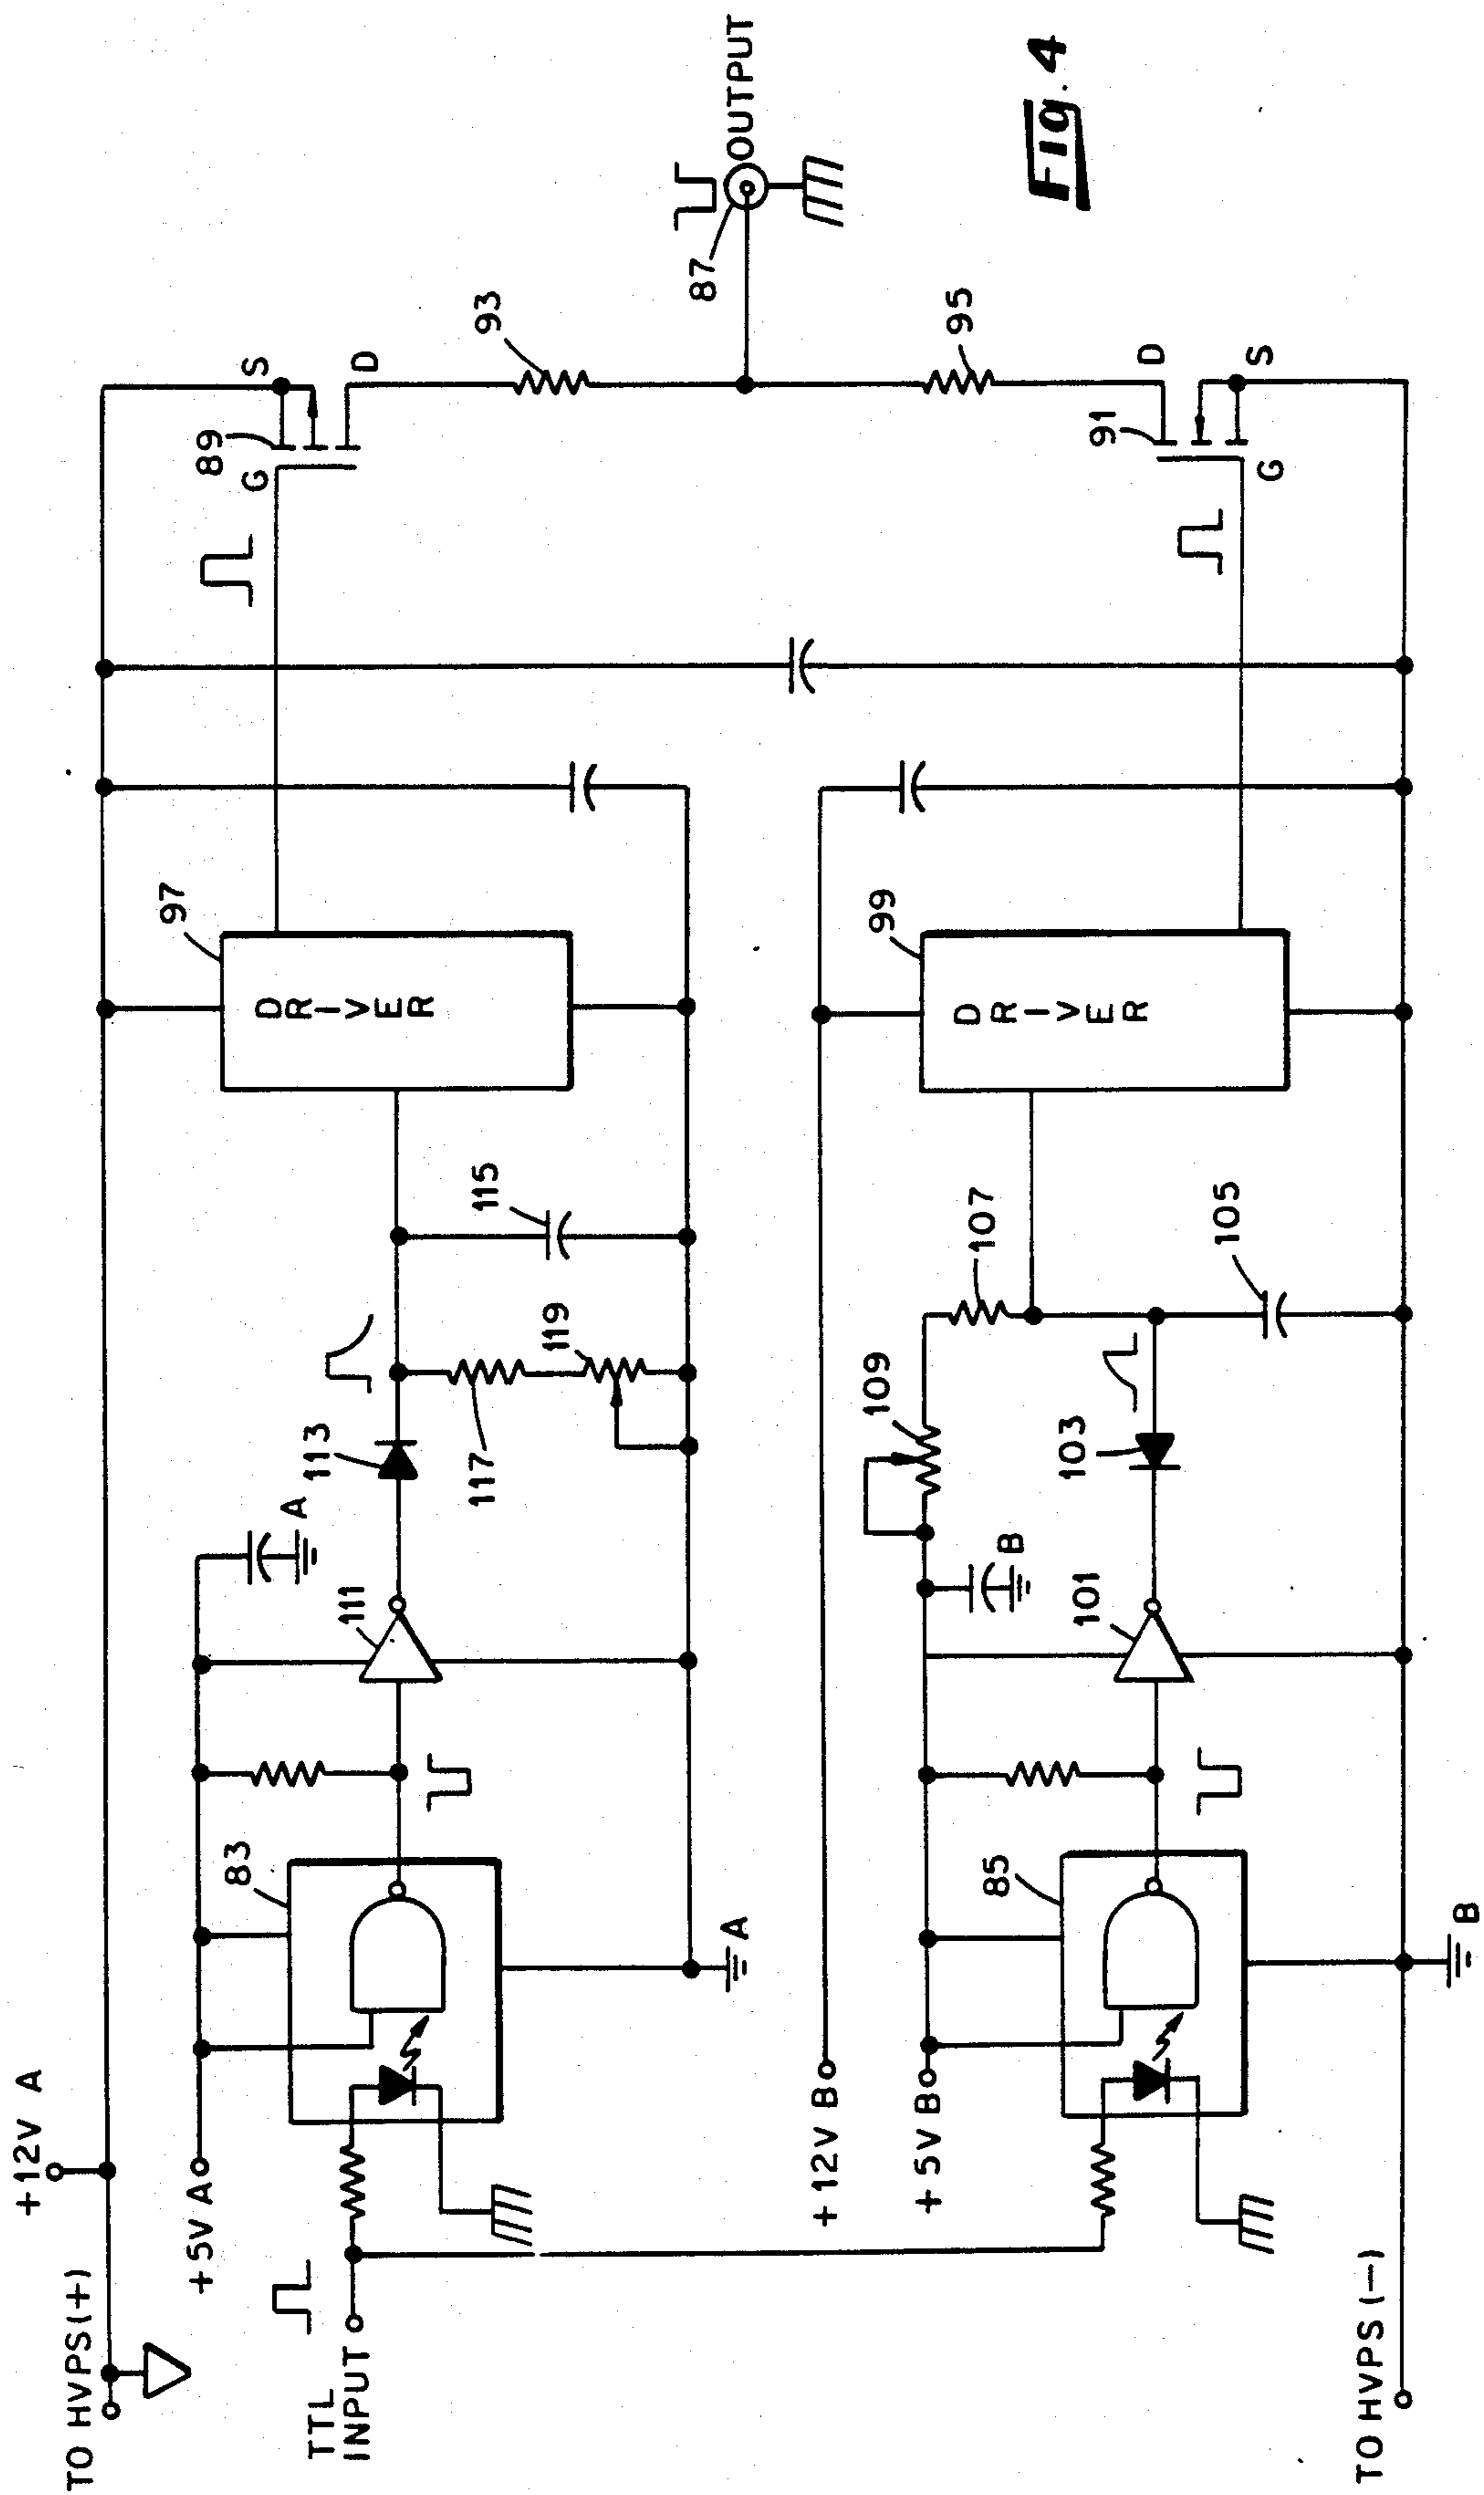 +12V A
TO HVPS(+)
+5V A
TTL
INPUT
83
111
A
113
117
119
115
97
DRIVER
89
G
S
D
93
A
87
OUTPUT
+12V B
+5V B
85
101
B
109
103
107
105
99
DRIVER
95
91
D
G
S
TO HVPS(−)
B
Fig. 4